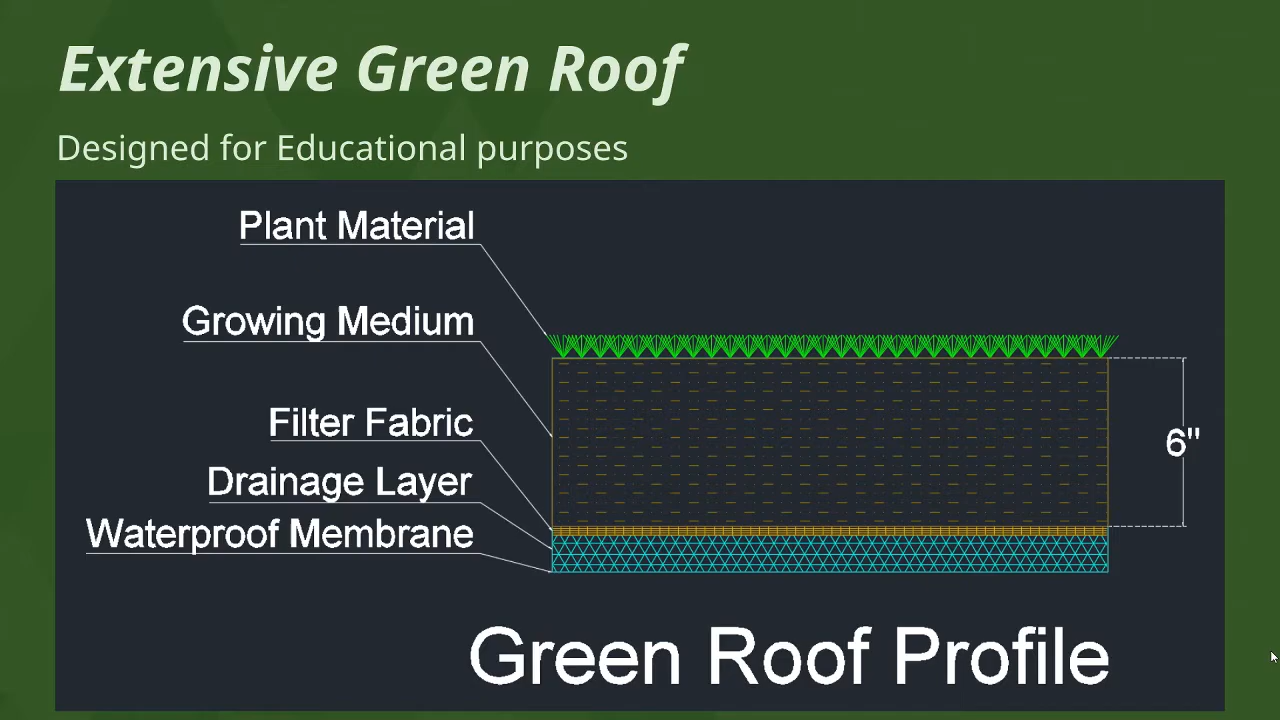 Extensive Green Roof
Designed for Educational purposes
Plant Material
Growing Medium
Filter Fabric
6"
Drainage Layer
Waterproof Membrane
Green Roof Profile